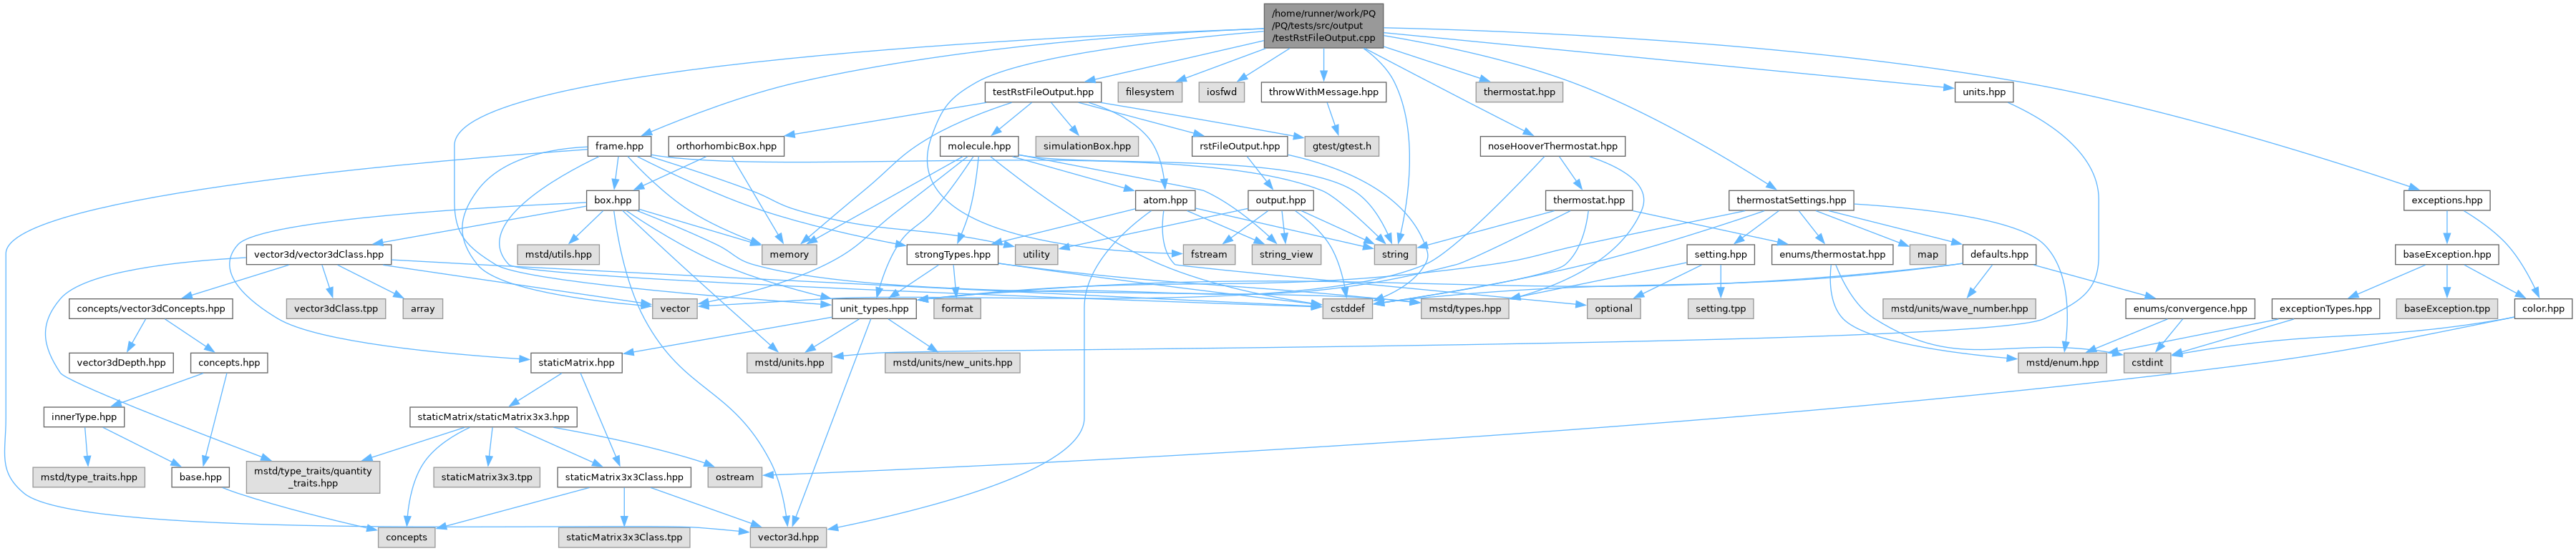 /home/runner/work/PQ
/PQ/tests/src/output
/testRstFileOutput.cpp
testRstFileOutput.hpp
filesystem
iosfwd
throwWithMessage.hpp
thermostat.hpp
units.hpp
frame.hpp
orthorhombicBox.hpp
molecule.hpp
simulationBox.hpp
rstFileOutput.hpp
gtest/gtest.h
noseHooverThermostat.hpp
box.hpp
atom.hpp
output.hpp
thermostat.hpp
thermostatSettings.hpp
exceptions.hpp
vector3d/vector3dClass.hpp
mstd/utils.hpp
memory
strongTypes.hpp
utility
fstream
string_view
string
setting.hpp
enums/thermostat.hpp
map
defaults.hpp
baseException.hpp
concepts/vector3dConcepts.hpp
vector3dClass.tpp
array
vector
unit_types.hpp
format
cstddef
mstd/types.hpp
optional
setting.tpp
mstd/units/wave_number.hpp
enums/convergence.hpp
exceptionTypes.hpp
baseException.tpp
color.hpp
vector3dDepth.hpp
concepts.hpp
staticMatrix.hpp
mstd/units.hpp
mstd/units/new_units.hpp
mstd/enum.hpp
cstdint
innerType.hpp
staticMatrix/staticMatrix3x3.hpp
mstd/type_traits.hpp
base.hpp
mstd/type_traits/quantity
_traits.hpp
staticMatrix3x3.tpp
staticMatrix3x3Class.hpp
ostream
concepts
staticMatrix3x3Class.tpp
vector3d.hpp